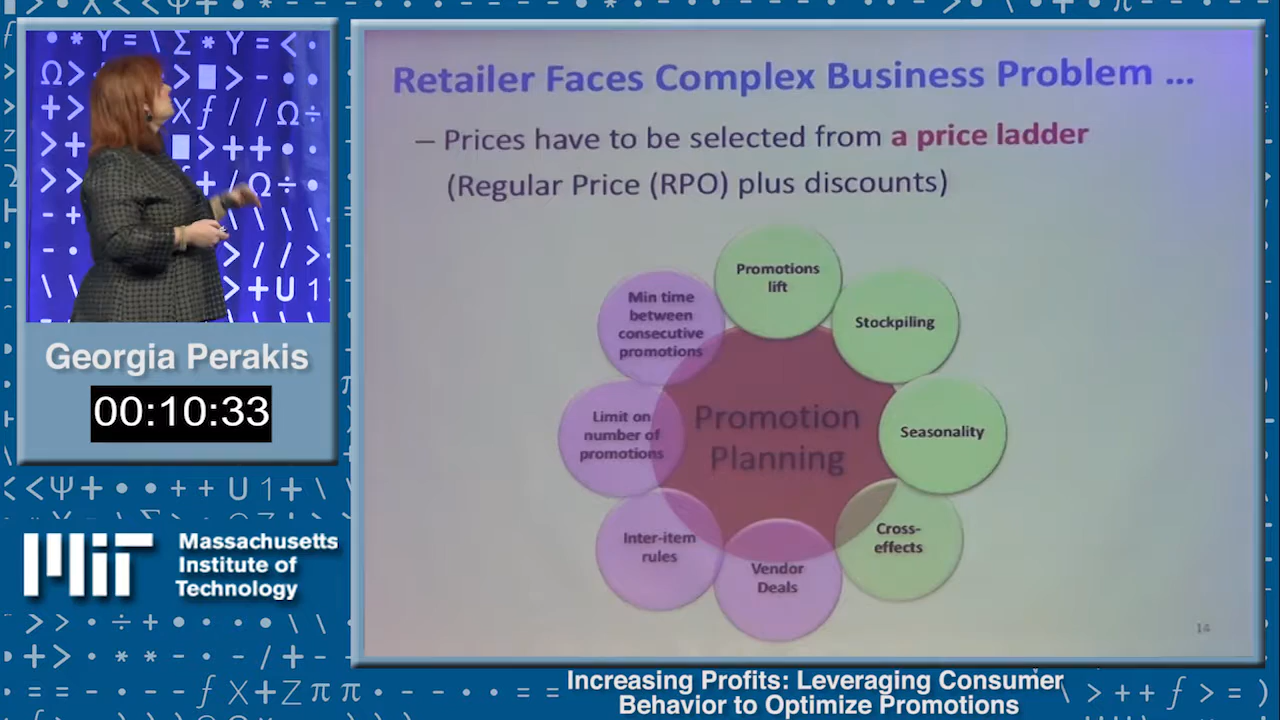 Retailer Faces Complex Business Problem ...
– Prices have to be selected from a price ladder
(Regular Price (RPO) plus discounts)
Promotions
lift
Stockpiling
Seasonality
Cross-
effects
Vendor
Deals
Inter-item
rules
Limit on
number of
promotions
Min time
between
consecutive
promotions
Promotion
Planning
14
Georgia Perakis
00:10:33
MIT
Massachusetts
Institute of
Technology
Increasing Profits: Leveraging Consumer
Behavior to Optimize Promotions